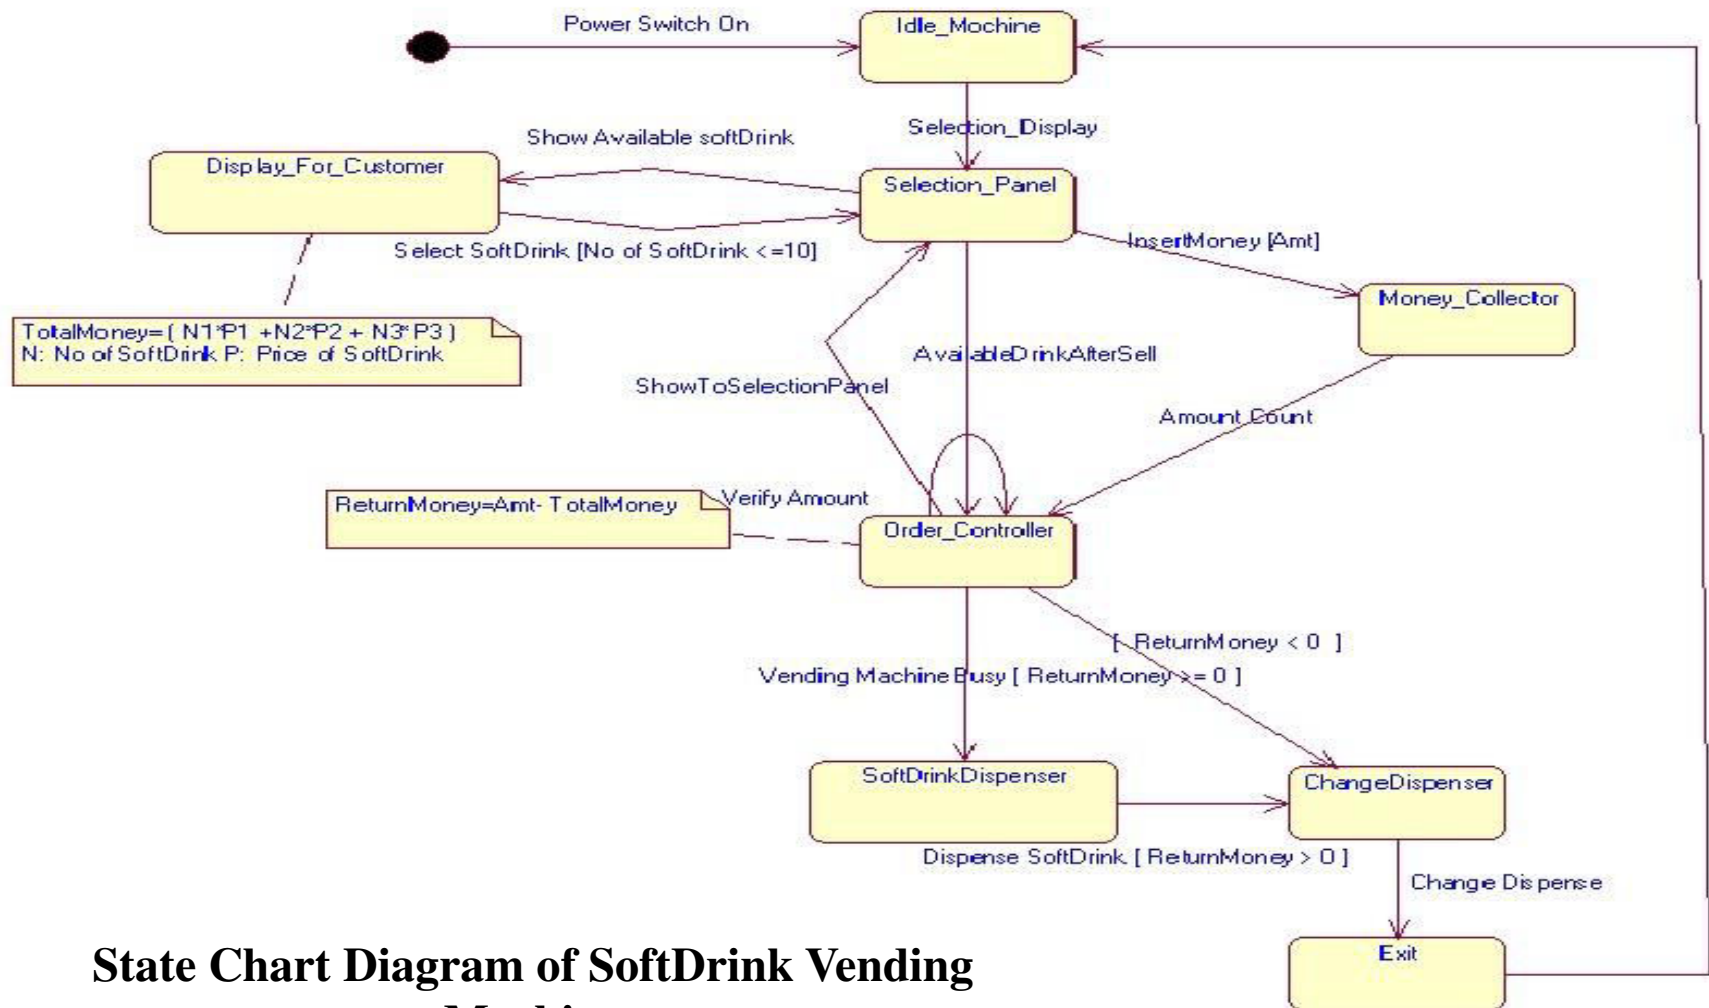 Power Switch On
Idle_Mochine
Selection_Display
Show Available softDrink
Display_For_Customer
Selection_Panel
Select SoftDrink [No of SoftDrink <=10]
InsertMoney [Amt]
Money_Collector
TotalMoney= ( N1*P1 +N2*P2 + N3*P3 )
N: No of SoftDrink P: Price of SoftDrink
AvailableDrinkAfterSell
ShowToSelectionPanel
Amount Count
ReturnMoney=Amt- TotalMoney
Verify Amount
Order_Controller
[ ReturnMoney < 0 ]
Vending Machine Busy [ ReturnMoney >= 0 ]
SoftDrinkDispenser
ChangeDispenser
Dispense SoftDrink [ ReturnMoney > 0 ]
Change Dispense
Exit
State Chart Diagram of SoftDrink Vending